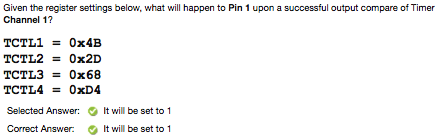 Given the register settings below, what will happen to Pin 1 upon a successful output compare of Timer
Channel 1?
TCTL1 = 0x4B
TCTL2 = 0x2D
TCTL3 = 0x68
TCTL4 = 0xD4
Selected Answer: It will be set to 1
Correct Answer: It will be set to 1